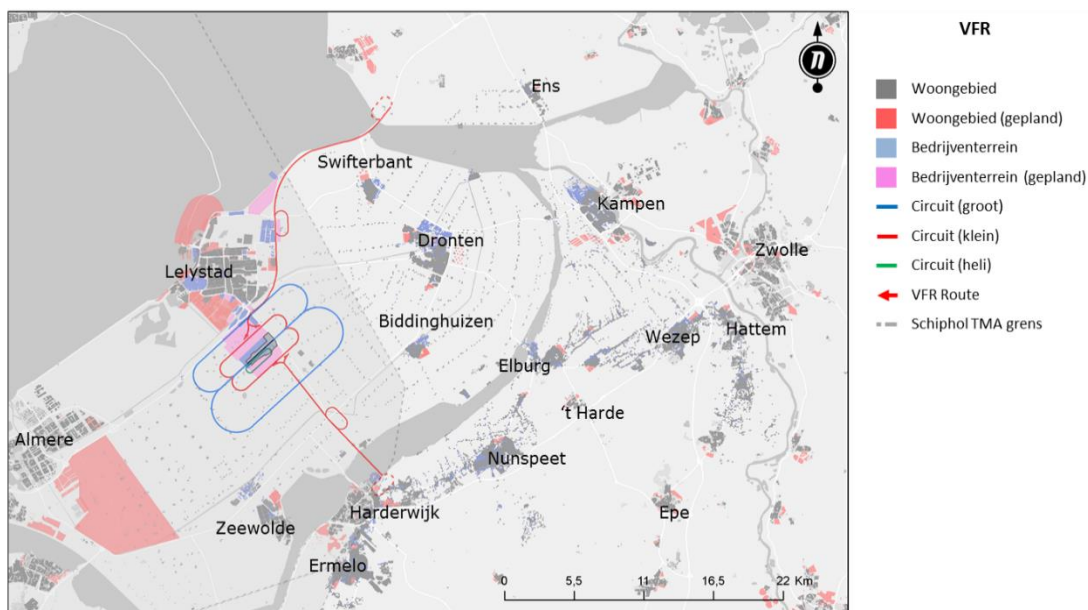 VFR
n
Ens
Swifterbant
Kampen
Dronten
Zwolle
Lelystad
Biddinghuizen
Hattem
Wezep
Elburg
't Harde
Almere
Nunspeet
Harderwijk
Epe
Zeewolde
Ermelo
0 5,5 11 16,5 22 Km
Woongebied
Woongebied (gepland)
Bedrijventerrein
Bedrijventerrein (gepland)
Circuit (groot)
Circuit (klein)
Circuit (heli)
VFR Route
Schiphol TMA grens